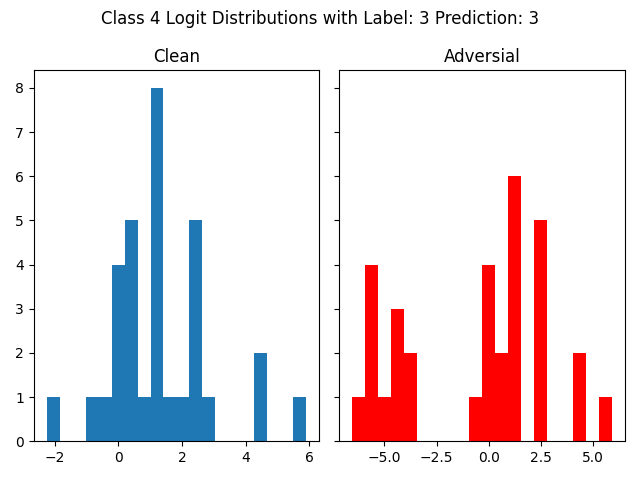 Class 4 Logit Distributions with Label: 3 Prediction: 3
Clean
Adversial
8
7
6
5
4
3
2
1
0
−2 0 2 4 6
−5.0 −2.5 0.0 2.5 5.0